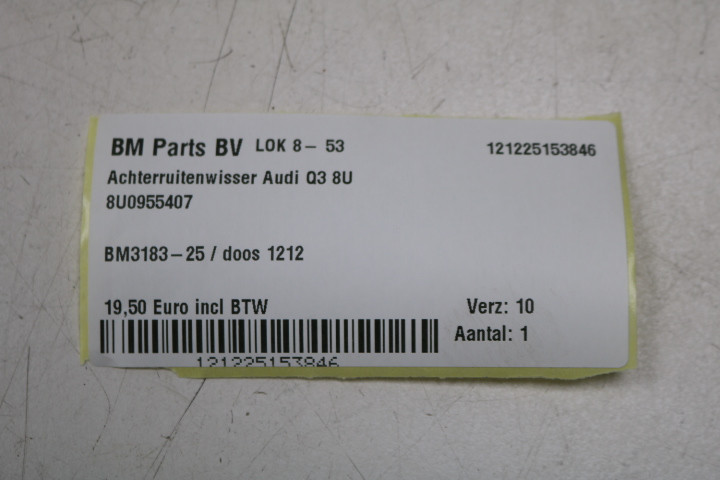 BM Parts BV LOK 8- 53 121225153846
Achterruitenwisser Audi Q3 8U
8U0955407
BM3183-25 / doos 1212
19,50 Euro incl BTW Verz: 10
Aantal: 1
121225153846